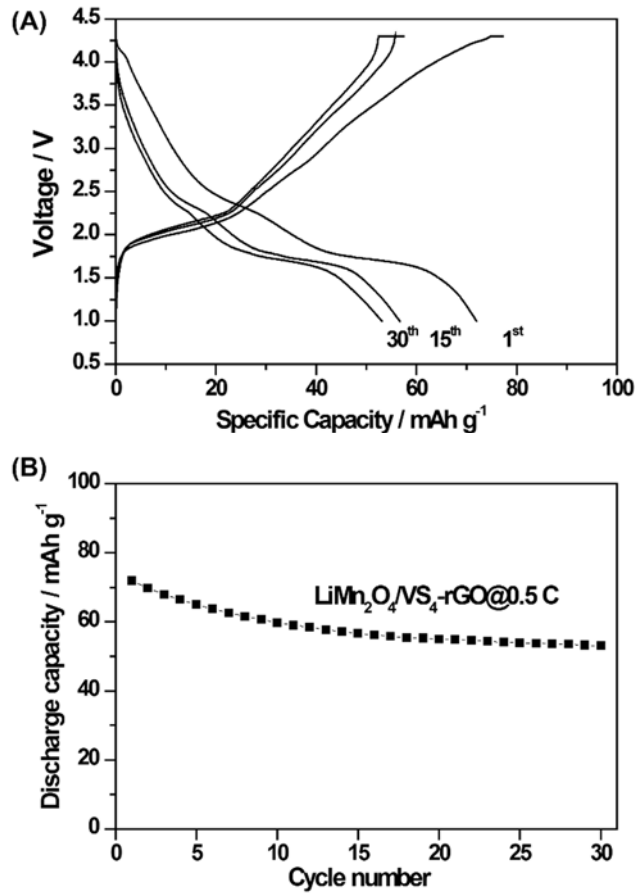 (A)
4.5
4.0
3.5
3.0
2.5
2.0
1.5
1.0
0.5
Voltage / V
30th 15th 1st
0 20 40 60 80 100
Specific Capacity / mAh g-1
(B)
100
80
60
40
20
0
Discharge capacity / mAh g-1
LiMn2O4/VS4-rGO@0.5 C
0 5 10 15 20 25 30
Cycle number